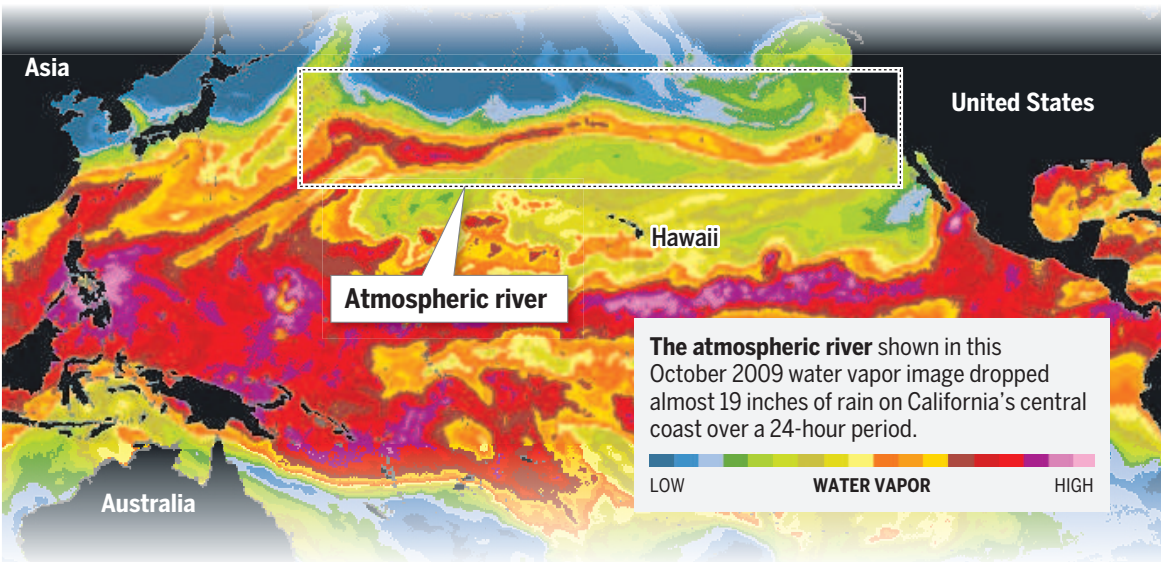 Asia
United States
Hawaii
Atmospheric river
The atmospheric river shown in this
October 2009 water vapor image dropped
almost 19 inches of rain on California's central
coast over a 24-hour period.
LOW WATER VAPOR HIGH
Australia